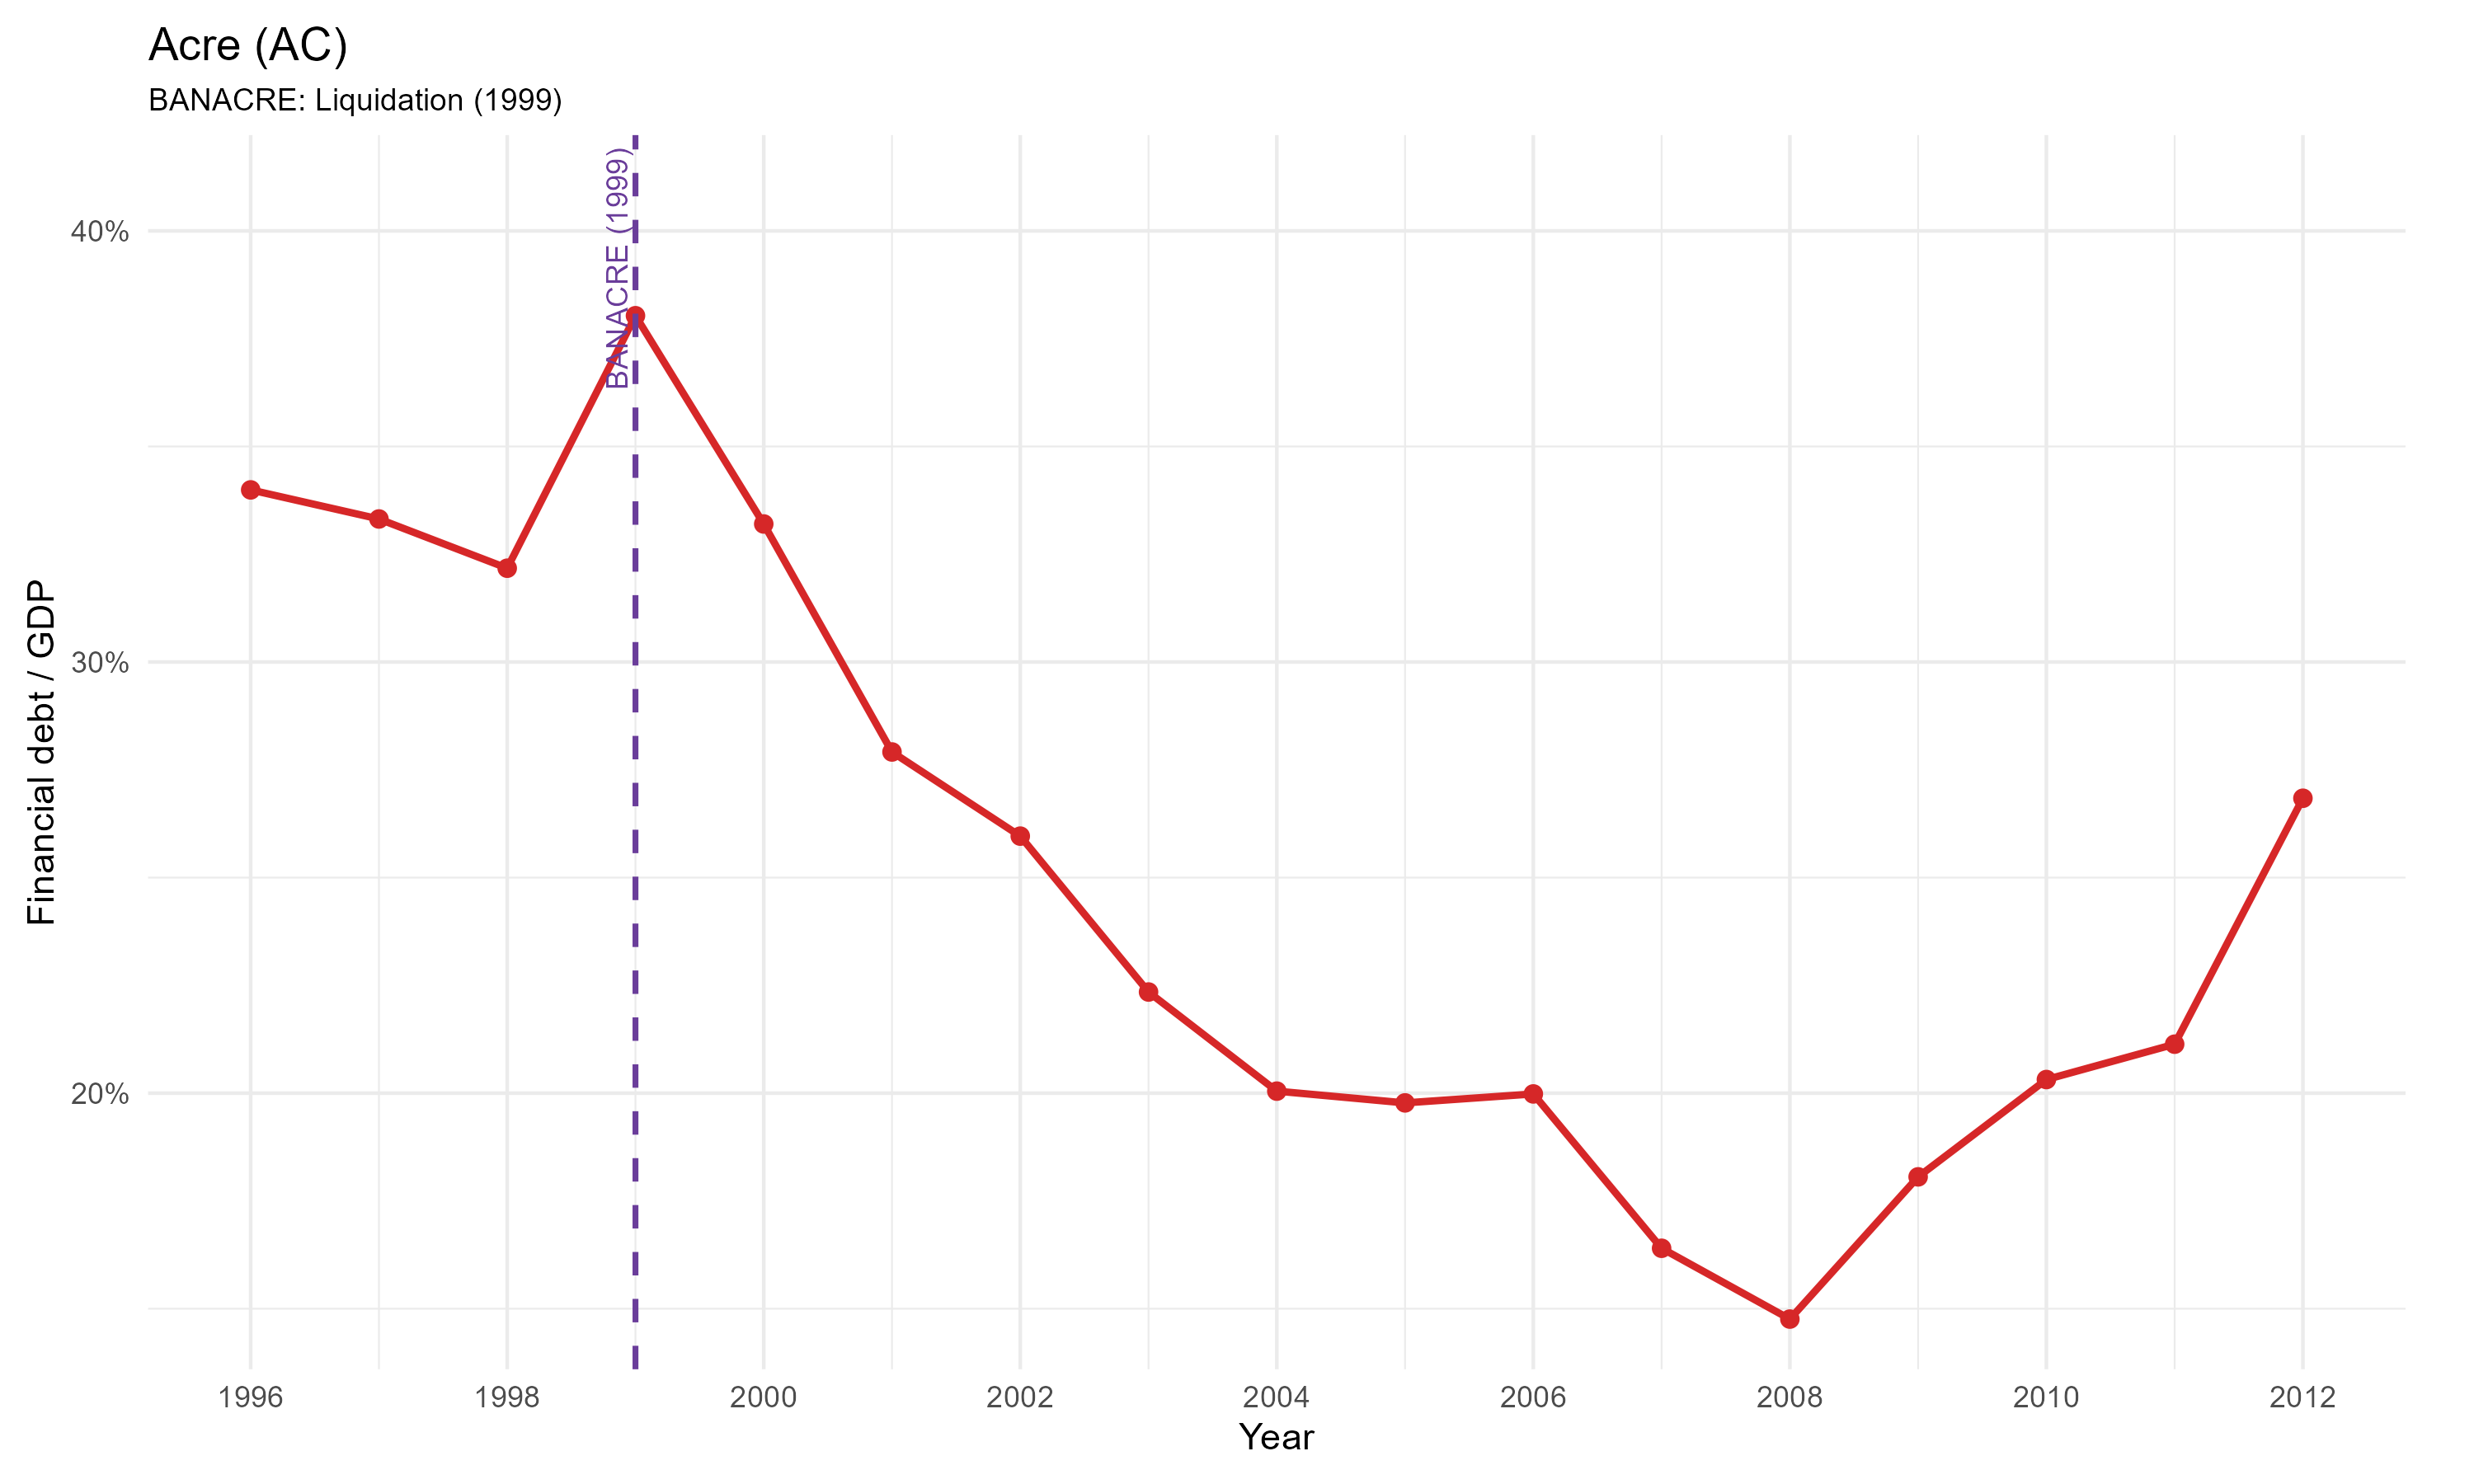 Acre (AC)
BANACRE: Liquidation (1999)
BANACRE (1999)
Financial debt / GDP
40%
30%
20%
1996
1998
2000
2002
2004
2006
2008
2010
2012
Year